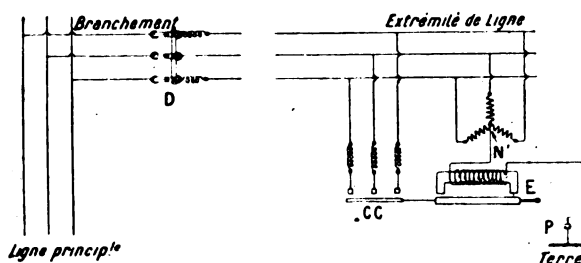 Branchement
Extrémité de Ligne
D
N'
E
CC
P
Ligne princip.le
Terre